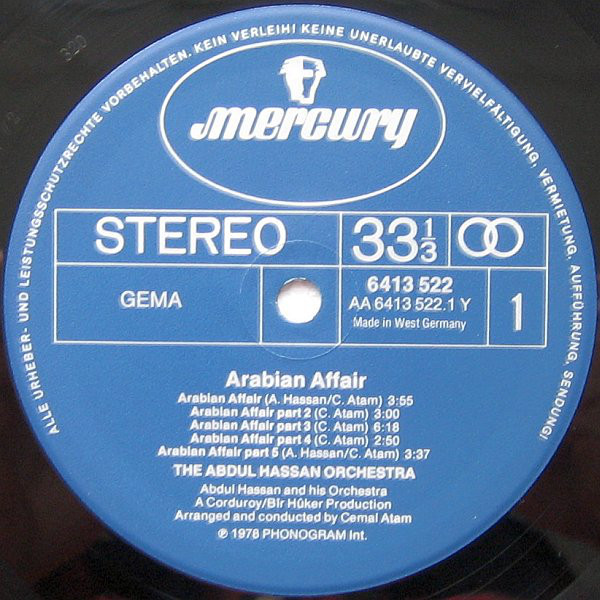 ALLE URHEBER- UND LEISTUNGSSCHUTZRECHTE VORBEHALTEN. KEIN VERLEIH! KEINE UNERLAUBTE VERVIELFÄLTIGUNG, VERMIETUNG, AUFFÜHRUNG, SENDUNG!
mercury
STEREO
33 1/3
GEMA
6413 522
AA 6413 522.1 Y
Made in West Germany
1
Arabian Affair
Arabian Affair (A. Hassan/C. Atam) 3:55
Arabian Affair part 2 (C. Atam) 3:00
Arabian Affair part 3 (C. Atam) 6:18
Arabian Affair part 4 (C. Atam) 2:50
Arabian Affair part 5 (A. Hassan/C. Atam) 3:37
THE ABDUL HASSAN ORCHESTRA
Abdul Hassan and his Orchestra
A Corduroy/Bîr Hûker Production
Arranged and conducted by Cemal Atam
℗ 1978 PHONOGRAM Int.